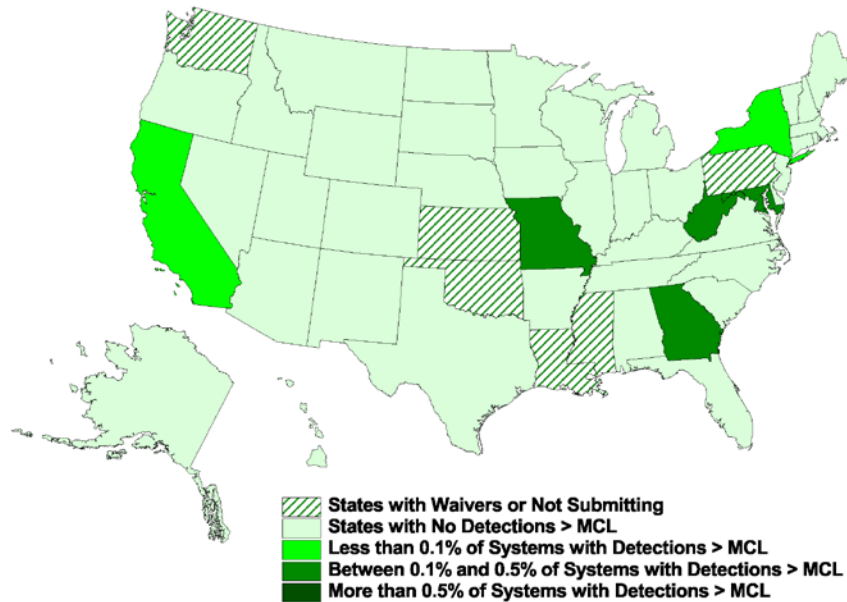 States with Waivers or Not Submitting
States with No Detections > MCL
Less than 0.1% of Systems with Detections > MCL
Between 0.1% and 0.5% of Systems with Detections > MCL
More than 0.5% of Systems with Detections > MCL